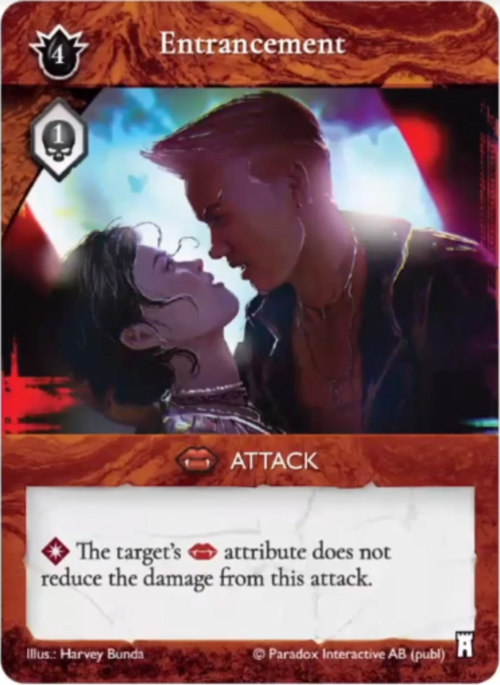 4
Entrancement
1
ATTACK
The target's attribute does not
reduce the damage from this attack.
Illus.: Harvey Bunda © Paradox Interactive AB (publ)